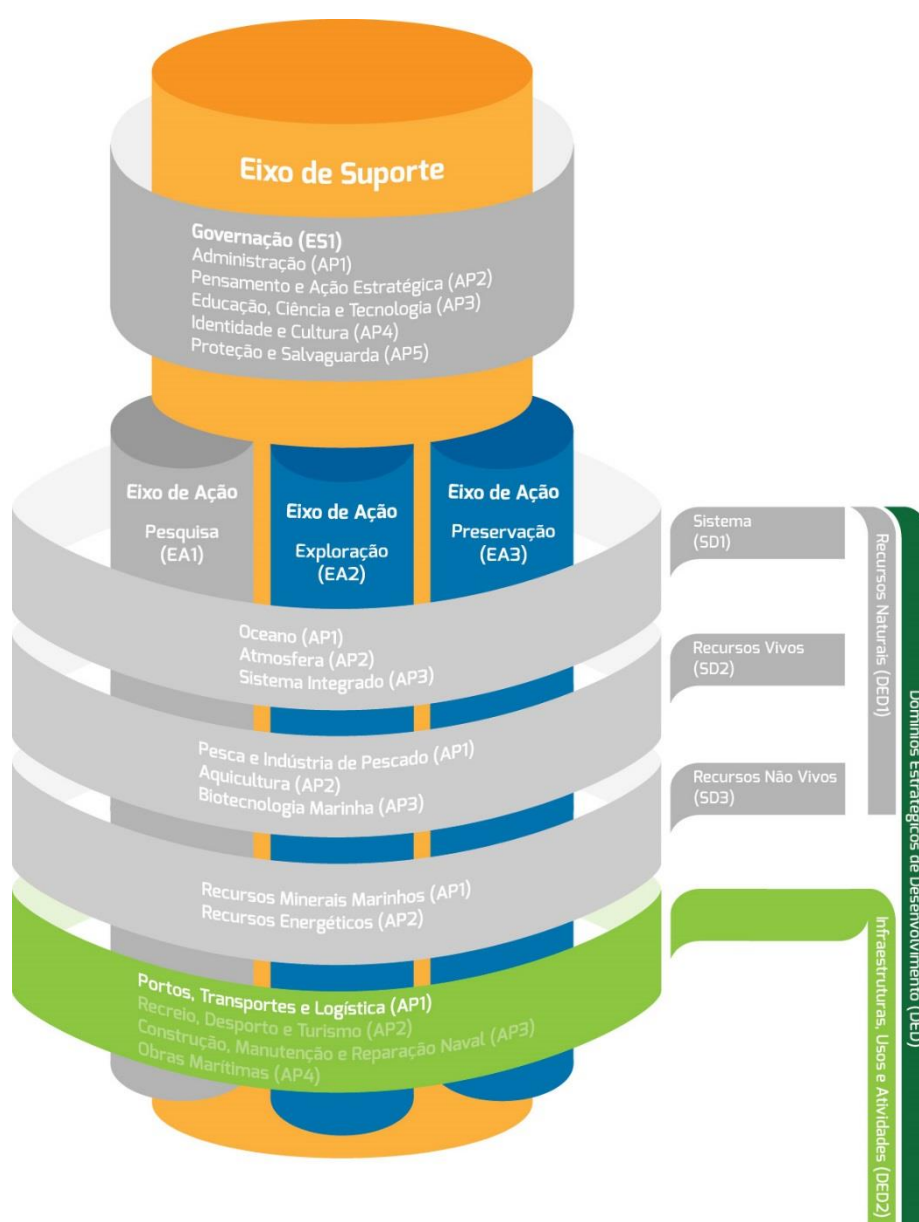 Eixo de Suporte
Governação (ES1)
Administração (AP1)
Pensamento e Ação Estratégica (AP2)
Educação, Ciência e Tecnologia (AP3)
Identidade e Cultura (AP4)
Proteção e Salvaguarda (AP5)
Eixo de Ação
Pesquisa
(EA1)
Eixo de Ação
Exploração
(EA2)
Eixo de Ação
Preservação
(EA3)
Oceano (AP1)
Atmosfera (AP2)
Sistema Integrado (AP3)
Pesca e Indústria de Pescado (AP1)
Aquicultura (AP2)
Biotecnologia Marinha (AP3)
Recursos Minerais Marinhos (AP1)
Recursos Energéticos (AP2)
Portos, Transportes e Logística (AP1)
Recreio, Desporto e Turismo (AP2)
Construção, Manutenção e Reparação Naval (AP3)
Obras Marítimas (AP4)
Sistema
(SD1)
Recursos Vivos
(SD2)
Recursos Não Vivos
(SD3)
Recursos Naturais (DED1)
Infraestruturas, Usos e Atividades (DED2)
Domínios Estratégicos de Desenvolvimento (DED)